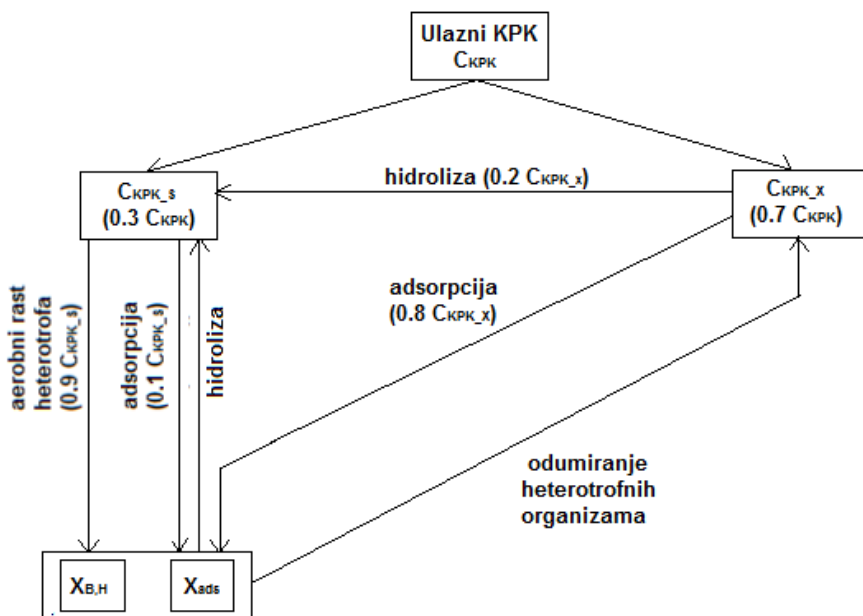 Ulazni KPK
CKPK
CKPK_s
(0.3 CKPK)
hidroliza (0.2 CKPK_x)
CKPK_x
(0.7 CKPK)
aerobni rast
heterotrofa
(0.9 CKPK_s)
adsorpcija
(0.1 CKPK_s)
hidroliza
adsorpcija
(0.8 CKPK_x)
odumiranje
heterotrofnih
organizama
XB,H
Xads